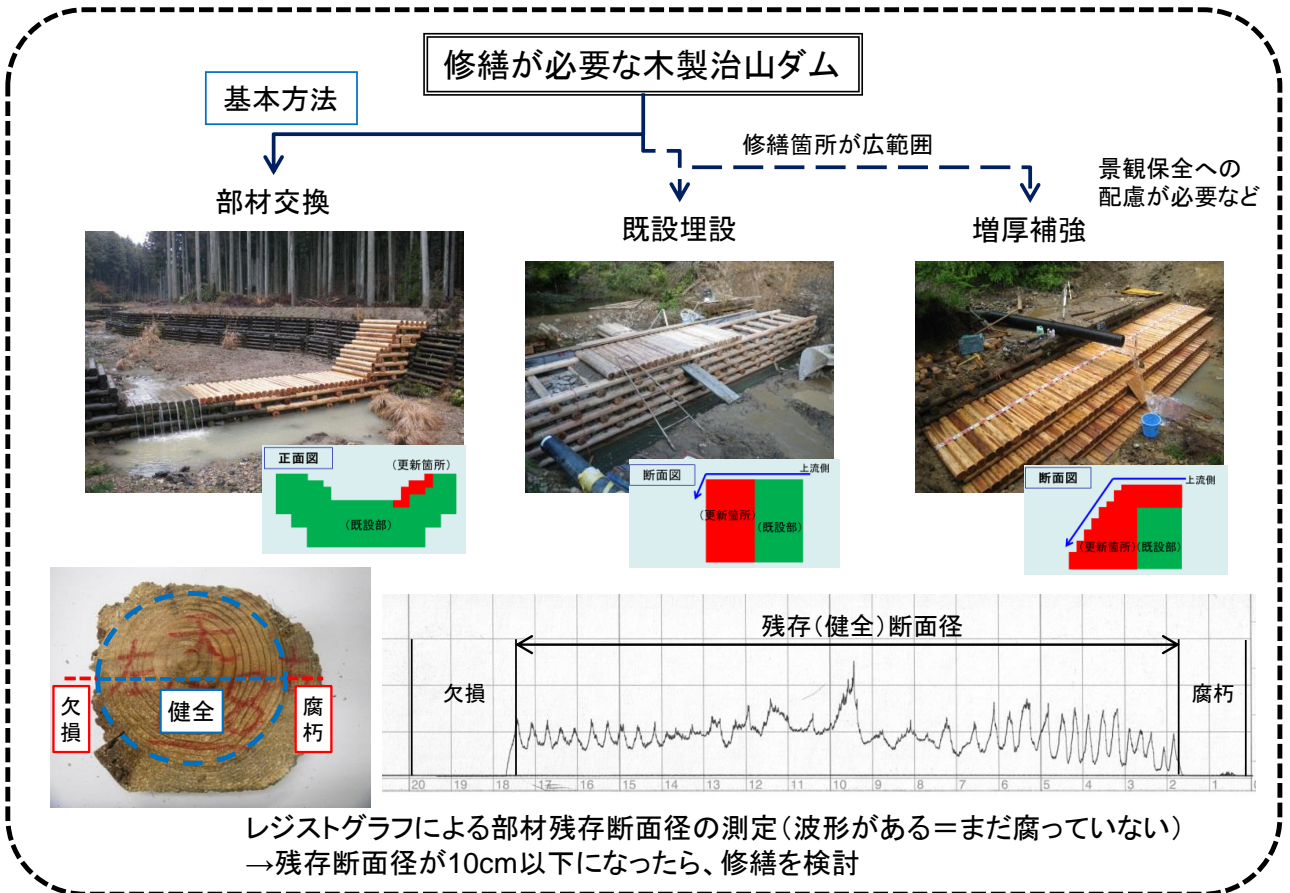 修繕が必要な木製治山ダム
基本方法
修繕箇所が広範囲
景観保全への
配慮が必要など
部材交換
既設埋設
増厚補強
正面図
(更新箇所)
(既設部)
断面図
上流側
(更新箇所)
(既設部)
断面図
上流側
(更新箇所)
(既設部)
欠損
健全
腐朽
残存(健全)断面径
欠損
腐朽
20 19 18 17 16 15 14 13 12 11 10 9 8 7 6 5 4 3 2 1 0
レジストグラフによる部材残存断面径の測定(波形がある=まだ腐っていない)
→残存断面径が10cm以下になったら、修繕を検討